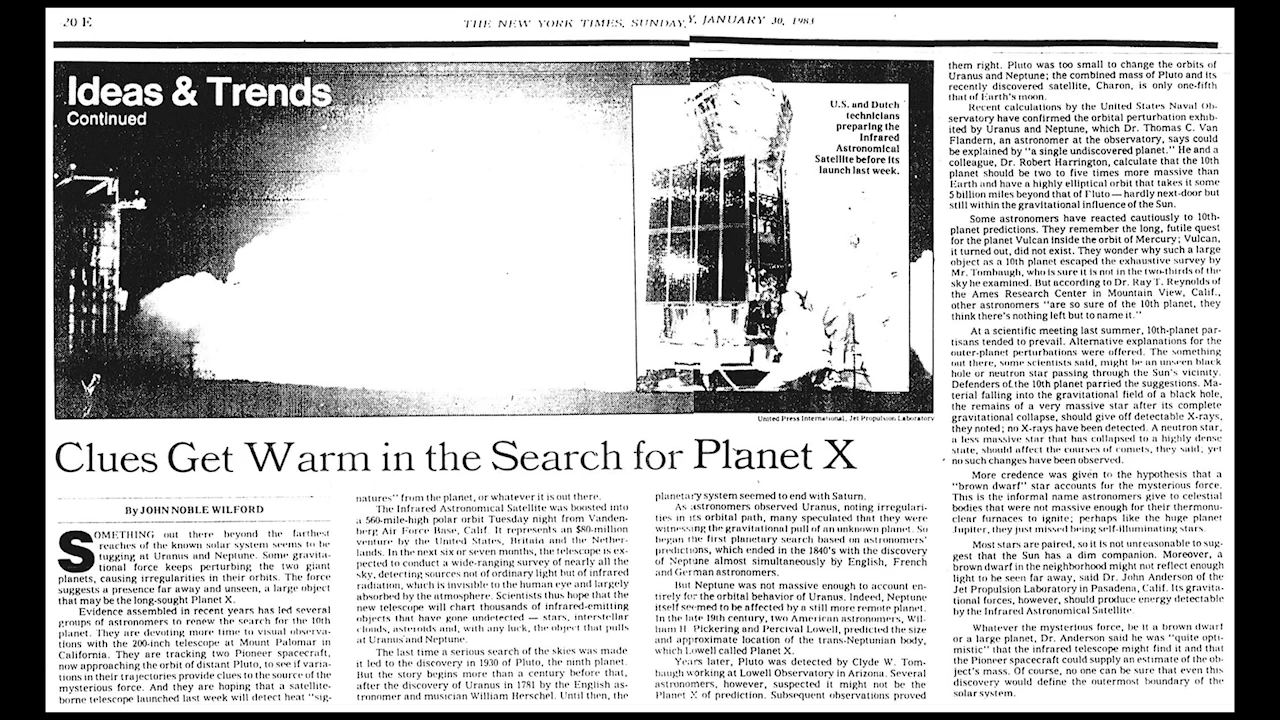 20 E
THE NEW YORK TIMES, SUNDAY, JANUARY 30, 1983
Ideas & Trends
Continued
U.S. and Dutch
technicians
preparing the
Infrared
Astronomical
Satellite before its
launch last week.
United Press International, Jet Propulsion Laboratory
Clues Get Warm in the Search for Planet X
By JOHN NOBLE WILFORD
SOMETHING out there beyond the farthest
reaches of the known solar system seems to be
tugging at Uranus and Neptune. Some gravita-
tional force keeps perturbing the two giant
planets, causing irregularities in their orbits. The force
suggests a presence far away and unseen, a large object
that may be the long-sought Planet X.
Evidence assembled in recent years has led several
groups of astronomers to renew the search for the 10th
planet. They are devoting more time to visual observa-
tions with the 200-inch telescope at Mount Palomar in
California. They are tracking two Pioneer spacecraft,
now approaching the orbit of distant Pluto, to see if varia-
tions in their trajectories provide clues to the source of the
mysterious force. And they are hoping that a satellite-
borne telescope launched last week will detect heat "sig-
natures" from the planet, or whatever it is out there.
The Infrared Astronomical Satellite was boosted into
a 560-mile-high polar orbit Tuesday night from Vanden-
berg Air Force Base, Calif. It represents an $80-million
venture by the United States, Britain and the Nether-
lands. In the next six or seven months, the telescope is ex-
pected to conduct a wide-ranging survey of nearly all the
sky, detecting sources not of ordinary light but of infrared
radiation, which is invisible to the human eye and largely
absorbed by the atmosphere. Scientists thus hope that the
new telescope will chart thousands of infrared-emitting
objects that have gone undetected — stars, interstellar
clouds, asteroids and, with any luck, the object that pulls
at Uranus and Neptune.
The last time a serious search of the skies was made
it led to the discovery in 1930 of Pluto, the ninth planet.
But the story begins more than a century before that,
after the discovery of Uranus in 1781 by the English as-
tronomer and musician William Herschel. Until then, the
planetary system seemed to end with Saturn.
As astronomers observed Uranus, noting irregulari-
ties in its orbital path, many speculated that they were
witnessing the gravitational pull of an unknown planet. So
began the first planetary search based on astronomers'
predictions, which ended in the 1840's with the discovery
of Neptune almost simultaneously by English, French
and German astronomers.
But Neptune was not massive enough to account en-
tirely for the orbital behavior of Uranus. Indeed, Neptune
itself seemed to be affected by a still more remote planet.
In the late 19th century, two American astronomers, Wil-
liam H. Pickering and Percival Lowell, predicted the size
and approximate location of the trans-Neptunian body,
which Lowell called Planet X.
Years later, Pluto was detected by Clyde W. Tom-
baugh working at Lowell Observatory in Arizona. Several
astronomers, however, suspected it might not be the
Planet X of prediction. Subsequent observations proved
them right. Pluto was too small to change the orbits of
Uranus and Neptune; the combined mass of Pluto and its
recently discovered satellite, Charon, is only one-fifth
that of Earth's moon.
Recent calculations by the United States Naval Ob-
servatory have confirmed the orbital perturbation exhib-
ited by Uranus and Neptune, which Dr. Thomas C. Van
Flandern, an astronomer at the observatory, says could
be explained by "a single undiscovered planet." He and a
colleague, Dr. Robert Harrington, calculate that the 10th
planet should be two to five times more massive than
Earth and have a highly elliptical orbit that takes it some
5 billion miles beyond that of Pluto — hardly next-door but
still within the gravitational influence of the Sun.
Some astronomers have reacted cautiously to 10th-
planet predictions. They remember the long, futile quest
for the planet Vulcan inside the orbit of Mercury; Vulcan,
it turned out, did not exist. They wonder why such a large
object as a 10th planet escaped the exhaustive survey by
Mr. Tombaugh, who is sure it is not in the two-thirds of the
sky he examined. But according to Dr. Ray T. Reynolds of
the Ames Research Center in Mountain View, Calif.,
other astronomers "are so sure of the 10th planet, they
think there's nothing left but to name it."
At a scientific meeting last summer, 10th-planet par-
tisans tended to prevail. Alternative explanations for the
outer-planet perturbations were offered. The something
out there, some scientists said, might be an unseen black
hole or neutron star passing through the Sun's vicinity.
Defenders of the 10th planet parried the suggestions. Ma-
terial falling into the gravitational field of a black hole,
the remains of a very massive star after its complete
gravitational collapse, should give off detectable X-rays,
they noted; no X-rays have been detected. A neutron star,
a less massive star that has collapsed to a highly dense
state, should affect the courses of comets, they said; yet
no such changes have been observed.
More credence was given to the hypothesis that a
"brown dwarf" star accounts for the mysterious force.
This is the informal name astronomers give to celestial
bodies that were not massive enough for their thermonu-
clear furnaces to ignite; perhaps like the huge planet
Jupiter, they just missed being self-illuminating stars.
Most stars are paired, so it is not unreasonable to sug-
gest that the Sun has a dim companion. Moreover, a
brown dwarf in the neighborhood might not reflect enough
light to be seen far away, said Dr. John Anderson of the
Jet Propulsion Laboratory in Pasadena, Calif. Its gravita-
tional forces, however, should produce energy detectable
by the Infrared Astronomical Satellite.
Whatever the mysterious force, be it a brown dwarf
or a large planet, Dr. Anderson said he was "quite opti-
mistic" that the infrared telescope might find it and that
the Pioneer spacecraft could supply an estimate of the ob-
ject's mass. Of course, no one can be sure that even this
discovery would define the outermost boundary of the
solar system.